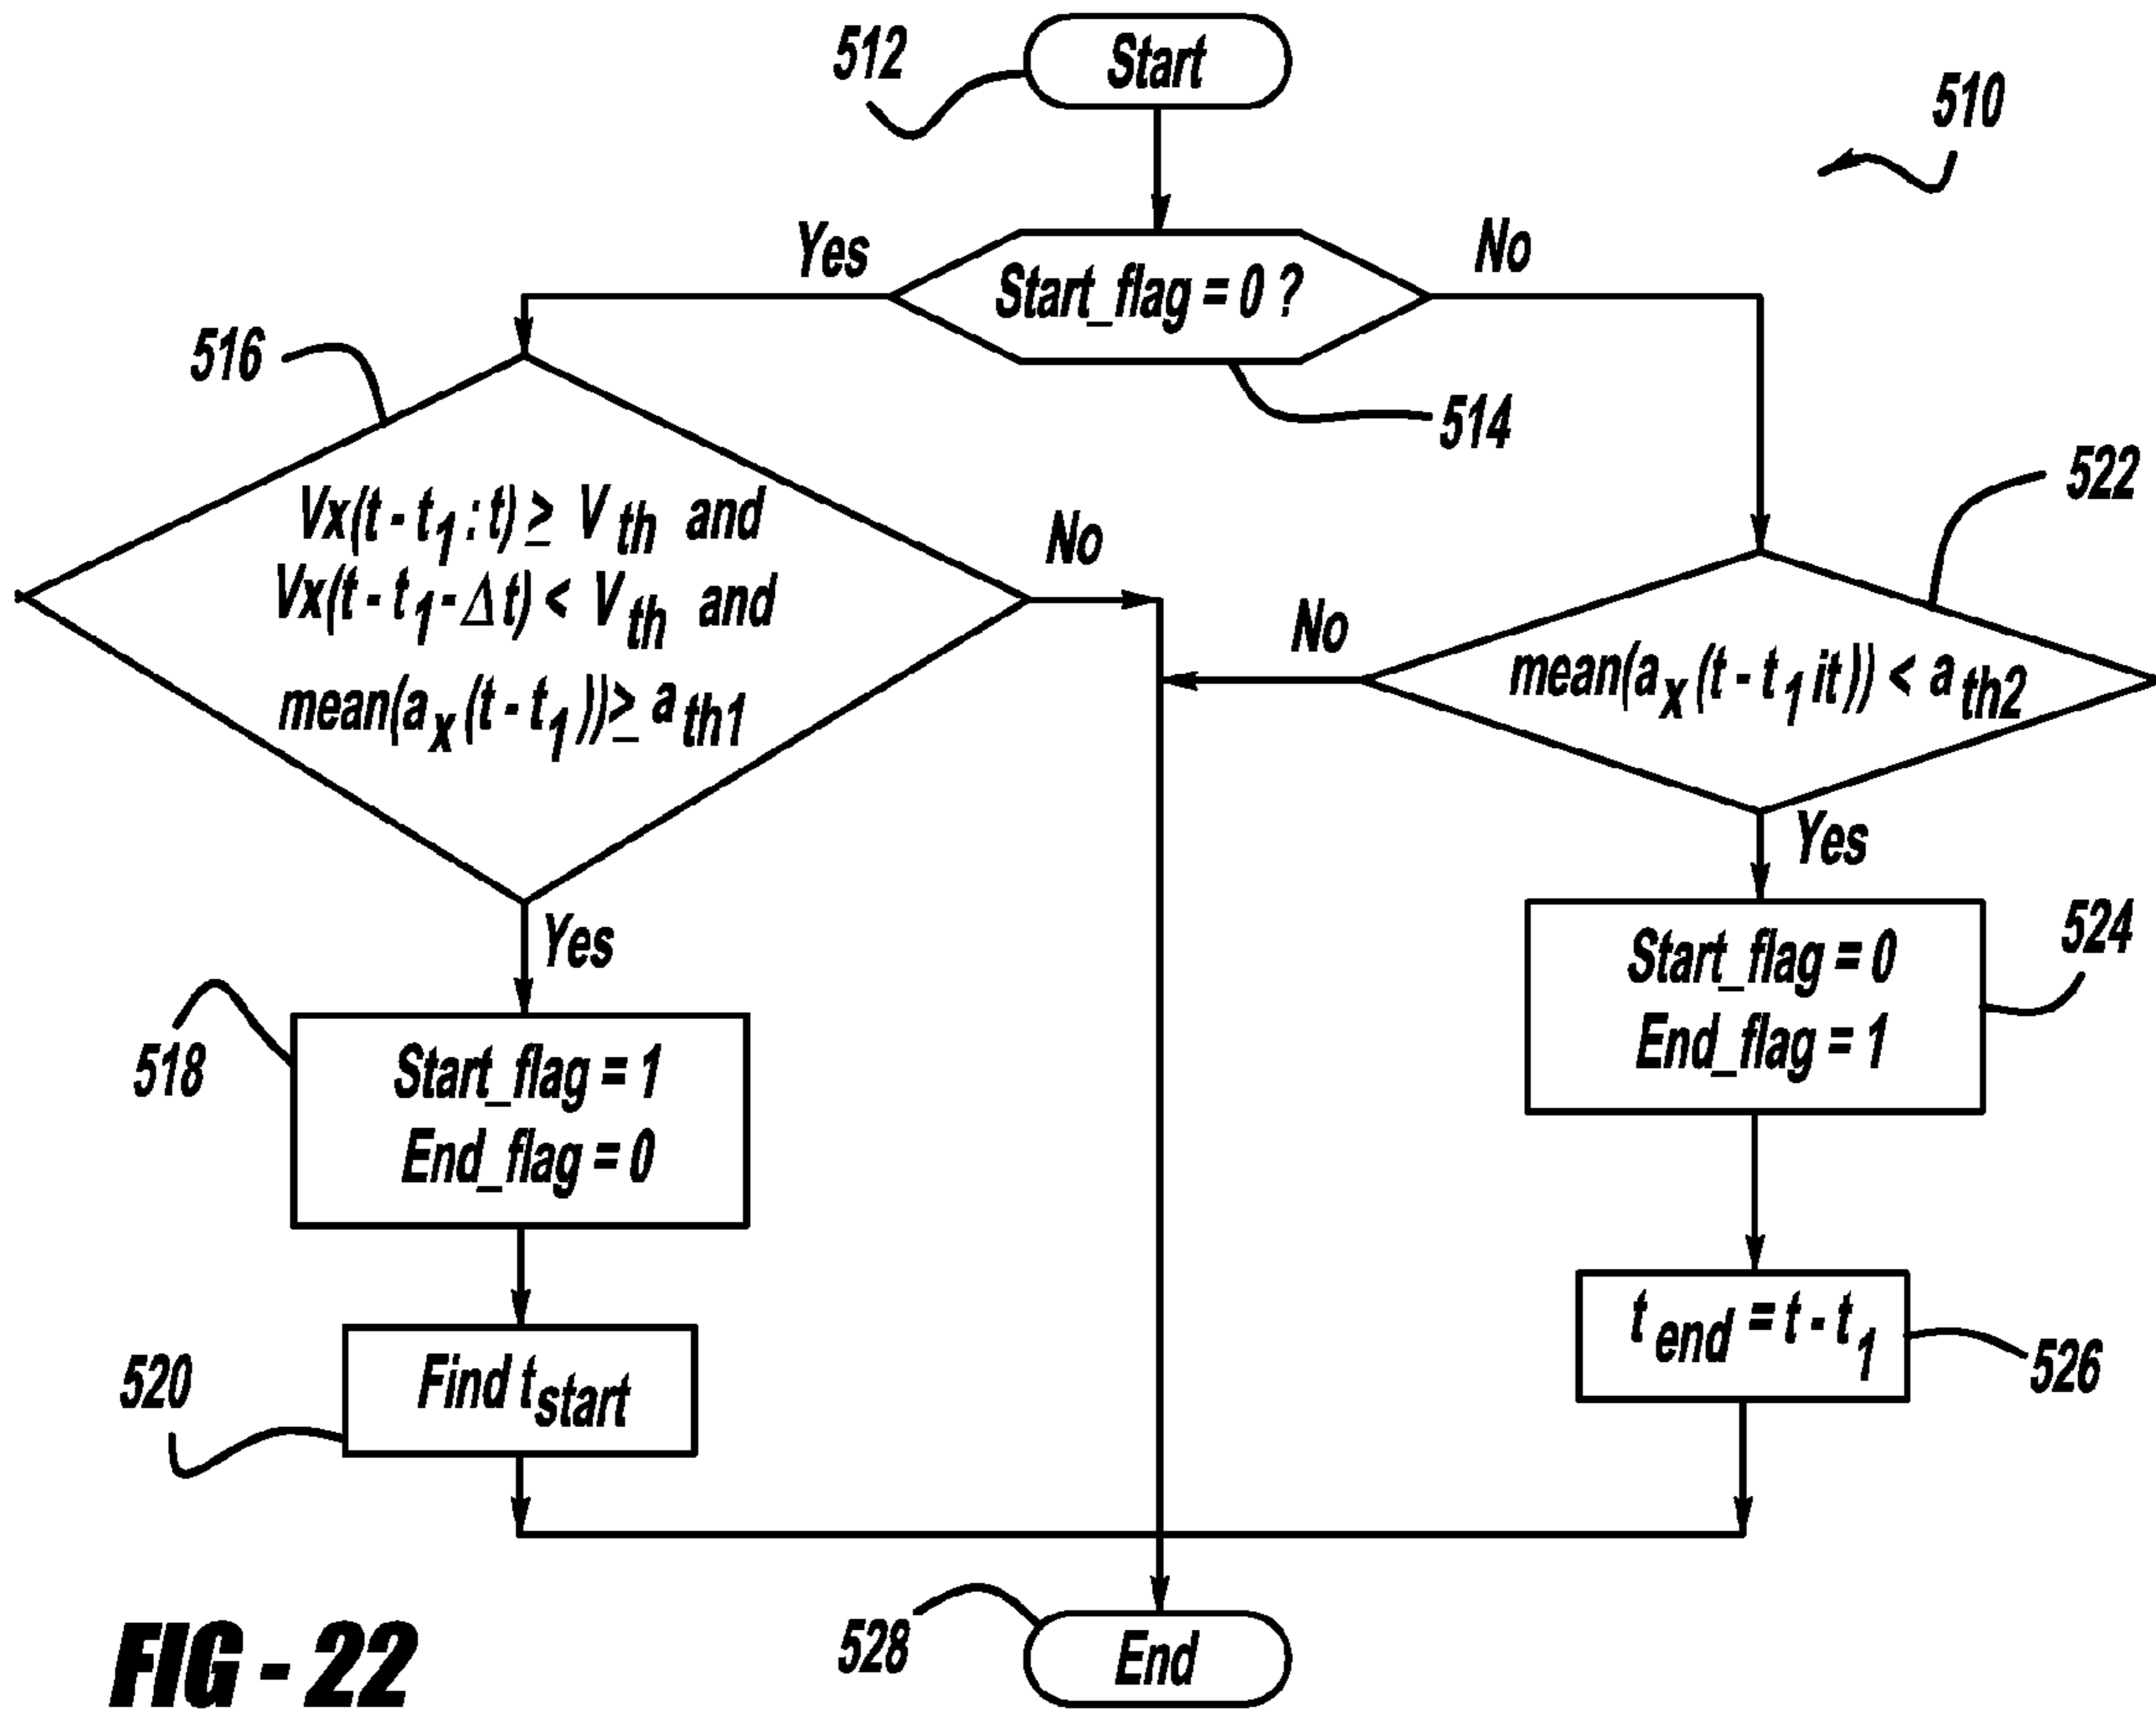 512
Start
510
Yes
No
Start_flag = 0 ?
516
514
522
Vx(t - t1 : t) ≥ Vth and
Vx(t - t1 - Δt) < Vth and
mean(ax (t - t1)) ≥ ath1
No
No
mean(ax (t - t1 it)) < ath2
Yes
Yes
518
Start_flag = 1
End_flag = 0
524
Start_flag = 0
End_flag = 1
520
Find tstart
tend = t - t1
526
528
End
FIG - 22